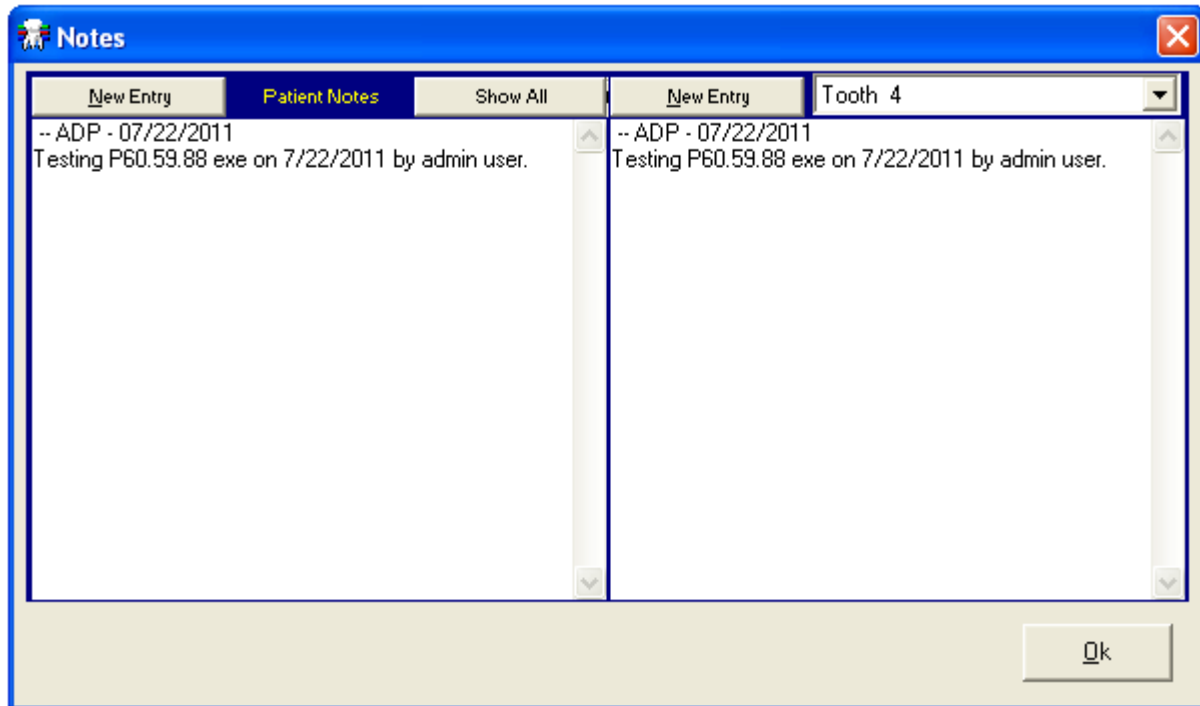 Notes
New Entry Patient Notes Show All New Entry Tooth 4
-- ADP - 07/22/2011
Testing P60.59.88 exe on 7/22/2011 by admin user.
-- ADP - 07/22/2011
Testing P60.59.88 exe on 7/22/2011 by admin user.
Ok